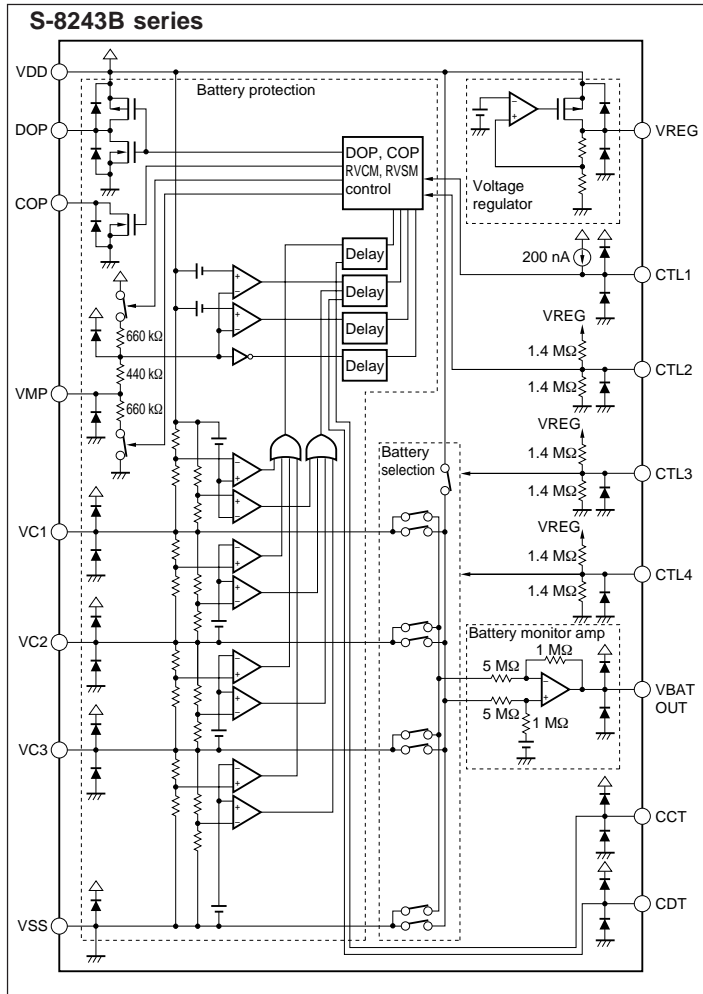 S-8243B series
VDD
Battery protection
DOP
VREG
DOP, COP
RVCM, RVSM
control
Voltage
regulator
COP
200 nA
Delay
CTL1
Delay
VREG
660 kΩ
Delay
1.4 MΩ
440 kΩ
Delay
CTL2
1.4 MΩ
VMP
660 kΩ
VREG
Battery
selection
1.4 MΩ
CTL3
1.4 MΩ
VREG
VC1
1.4 MΩ
CTL4
1.4 MΩ
Battery monitor amp
VC2
1 MΩ
5 MΩ
VBAT
OUT
5 MΩ
1 MΩ
VC3
CCT
CDT
VSS